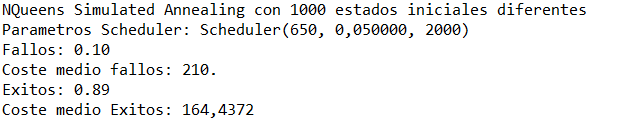 NQueens Simulated Annealing con 1000 estados iniciales diferentes
Parametros Scheduler: Scheduler(650, 0,050000, 2000)
Fallos: 0.10
Coste medio fallos: 210.
Exitos: 0.89
Coste medio Exitos: 164,4372